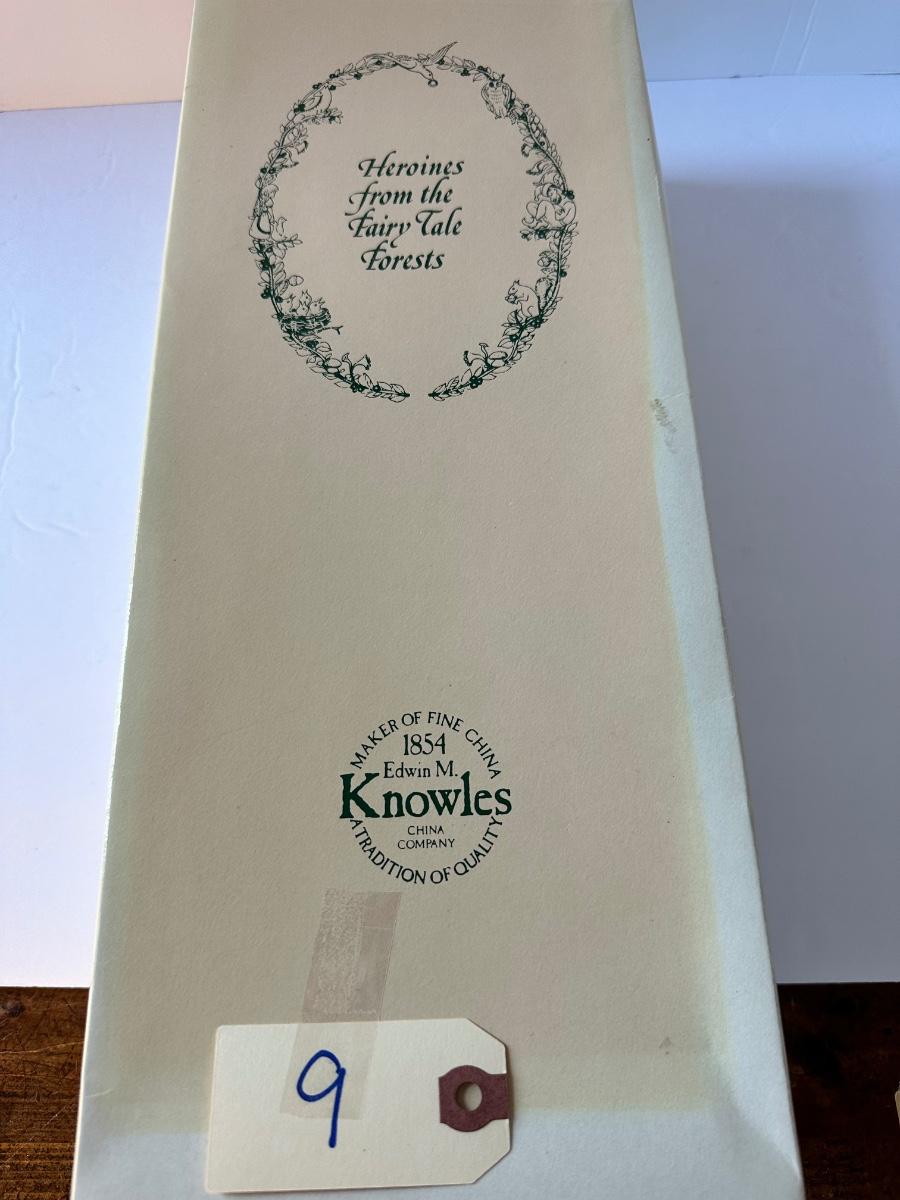 Heroines
from the
Fairy Tale
Forests
MAKER OF FINE CHINA
1854
Edwin M.
Knowles
CHINA
COMPANY
A TRADITION OF QUALITY
9